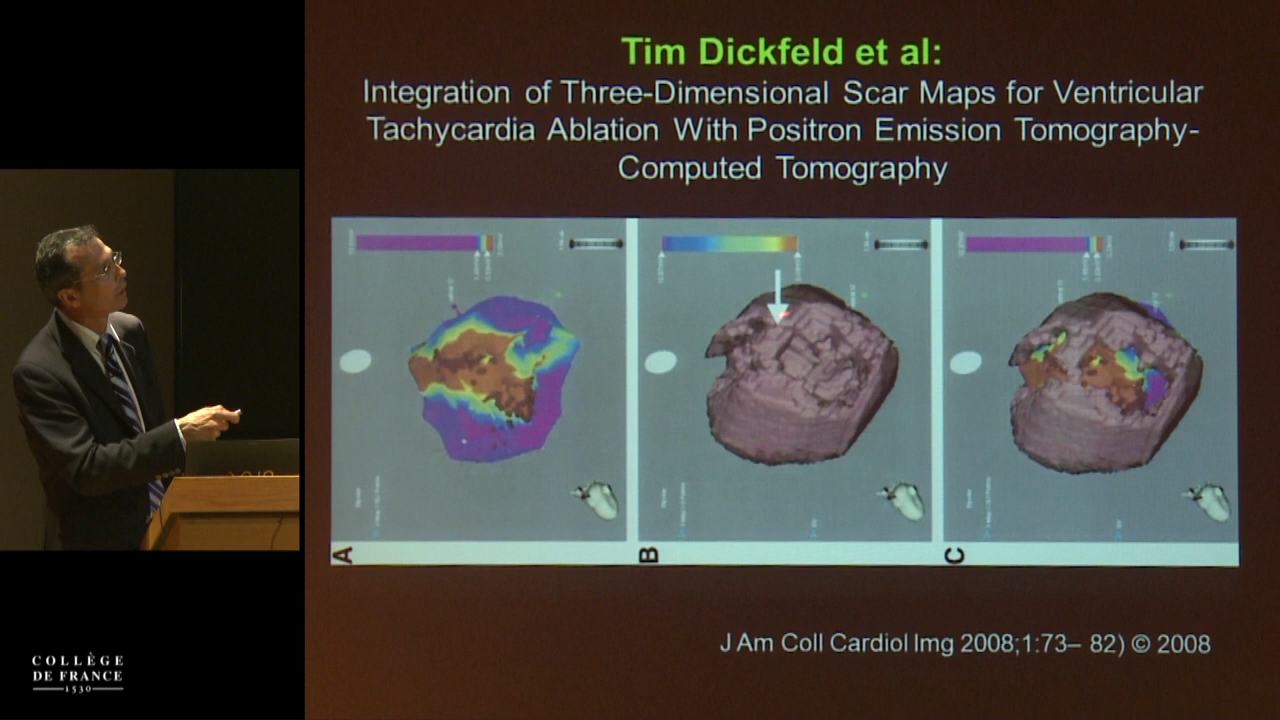 Tim Dickfeld et al:
Integration of Three-Dimensional Scar Maps for Ventricular
Tachycardia Ablation With Positron Emission Tomography-
Computed Tomography
A
B
C
J Am Coll Cardiol Img 2008;1:73– 82) © 2008
COLLÈGE
DE FRANCE
1530